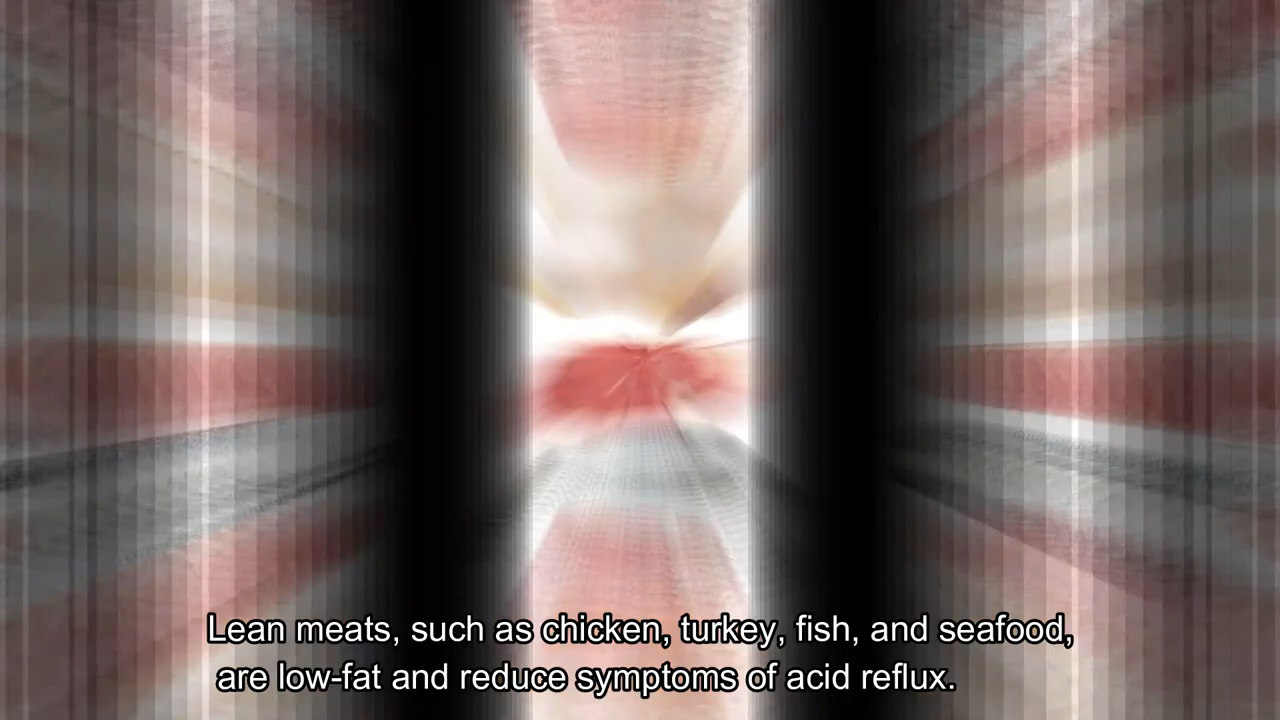 Lean meats, such as chicken, turkey, fish, and seafood,
are low-fat and reduce symptoms of acid reflux.